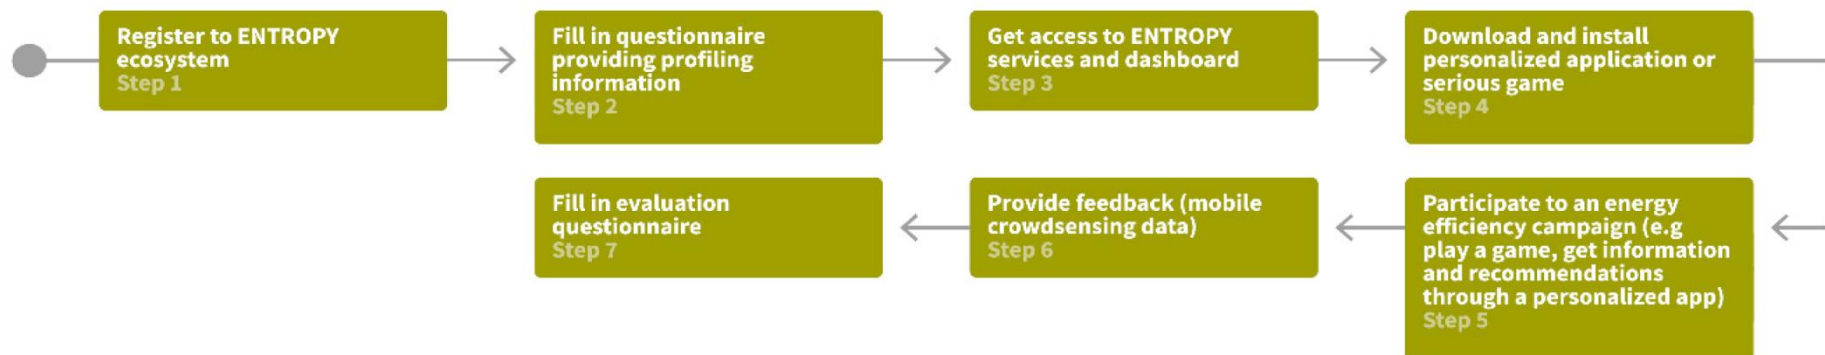 Register to ENTROPY
ecosystem
Step 1
Fill in questionnaire
providing profiling
information
Step 2
Get access to ENTROPY
services and dashboard
Step 3
Download and install
personalized application or
serious game
Step 4
Participate to an energy
efficiency campaign (e.g
play a game, get information
and recommendations
through a personalized app)
Step 5
Provide feedback (mobile
crowdsensing data)
Step 6
Fill in evaluation
questionnaire
Step 7